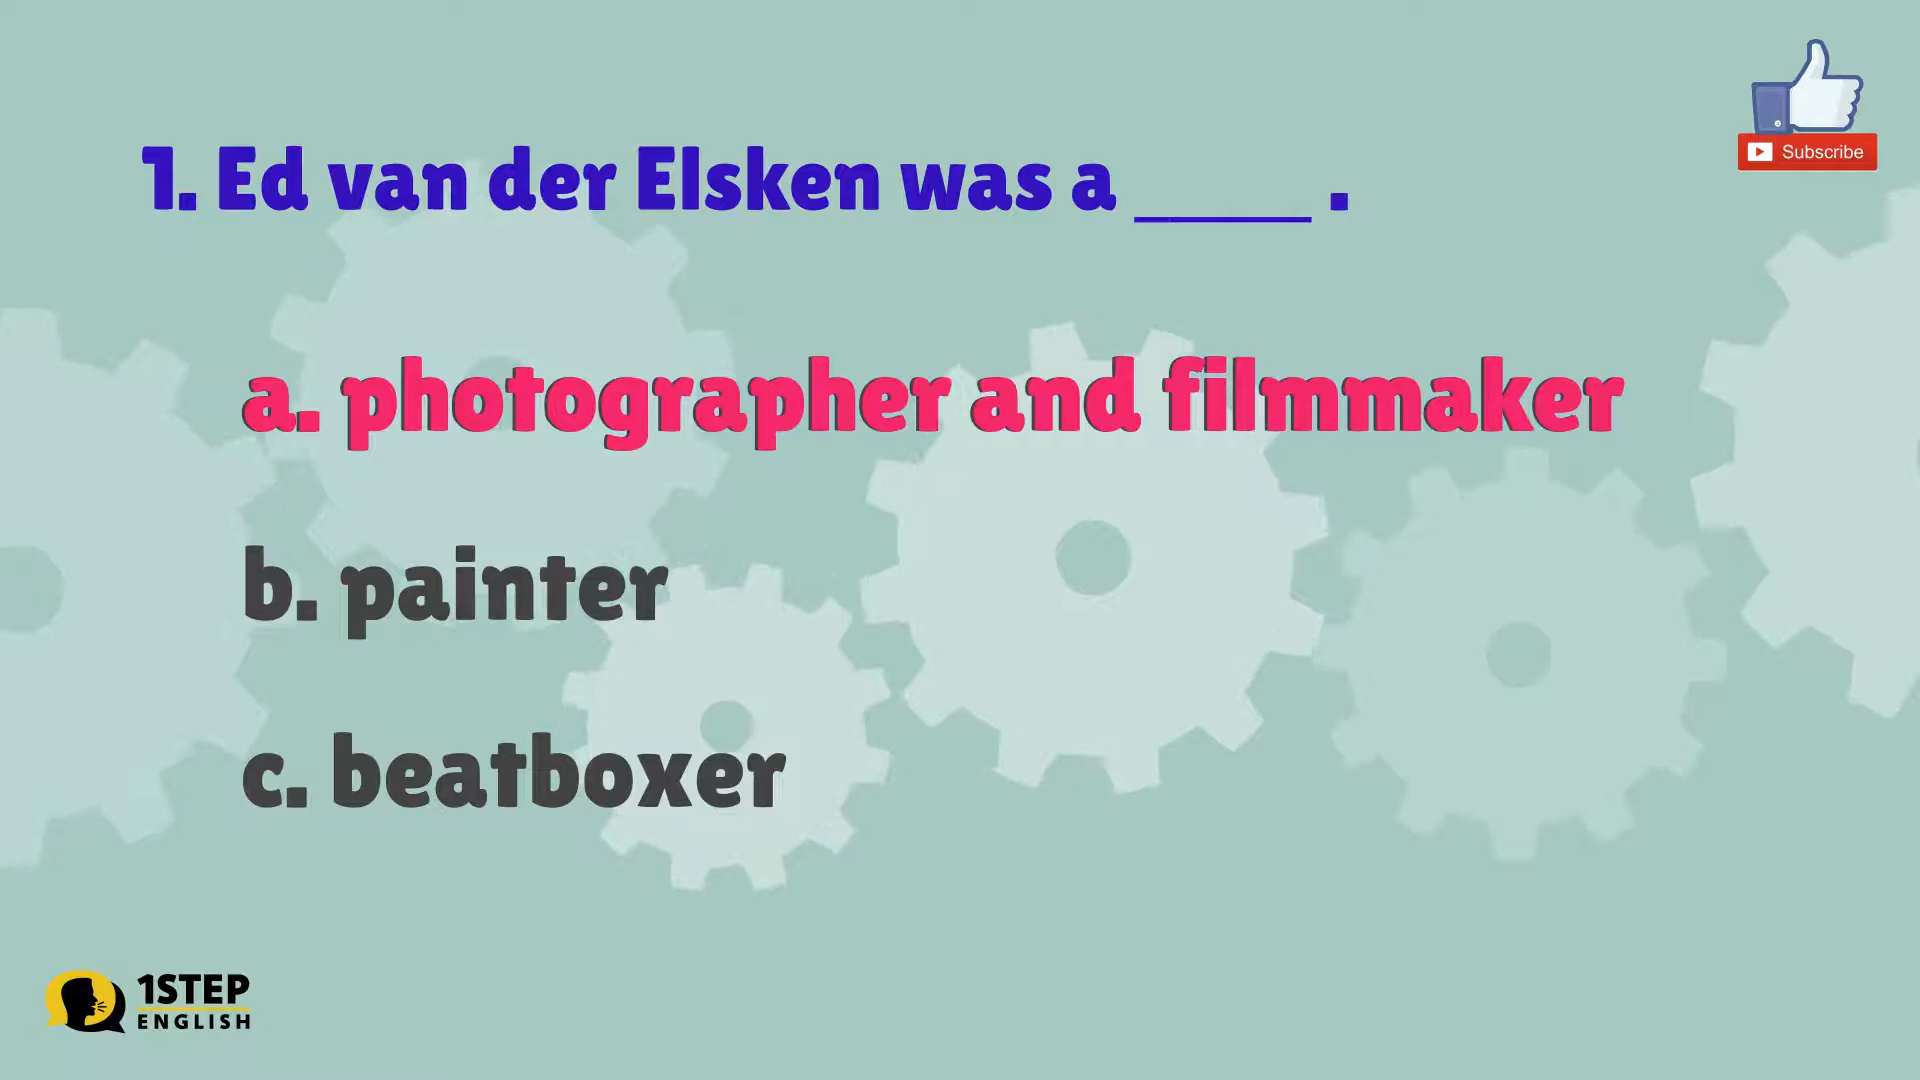 1. Ed van der Elsken was a ____ .
a. photographer and filmmaker
b. painter
c. beatboxer
Subscribe
1STEP
ENGLISH